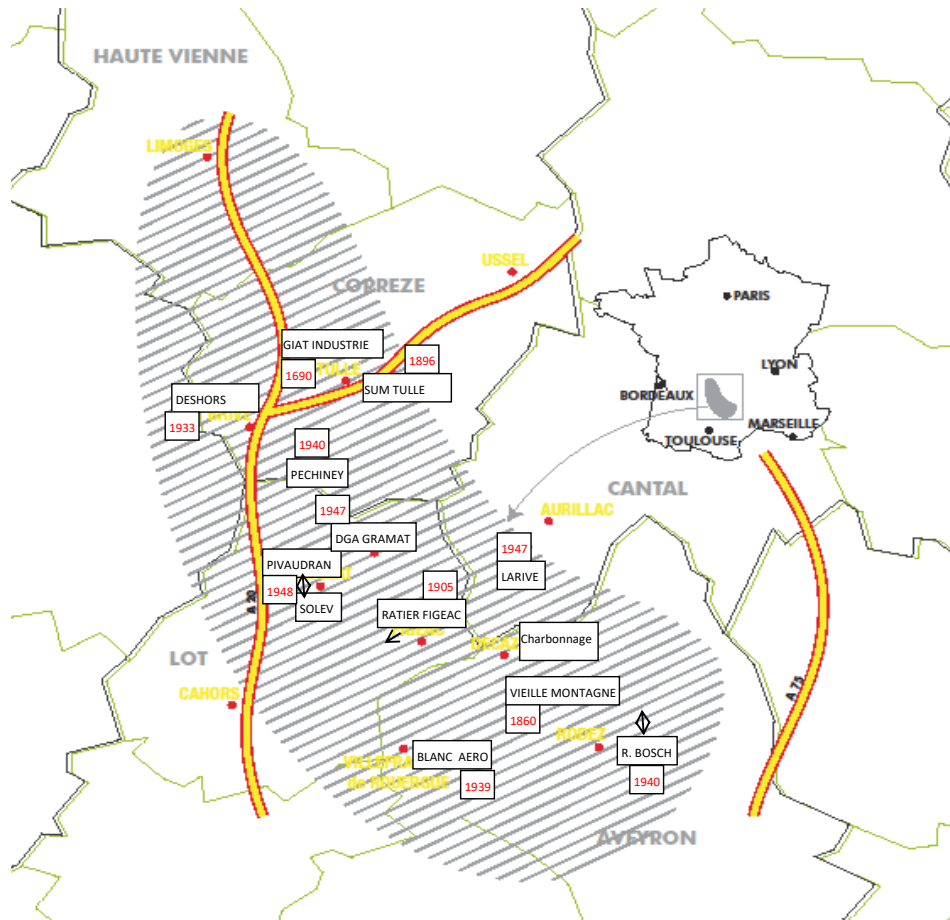 HAUTE VIENNE
LIMOGES
USSEL
CORREZE
PARIS
GIAT INDUSTRIE
1690
TULLE
1896
SUM TULLE
LYON
BORDEAUX
DESHORS
1933
MARSEILLE
TOULOUSE
1940
PECHINEY
CANTAL
1947
AURILLAC
DGA GRAMAT
1947
LARIVE
PIVAUDRAN
1948
SOLEV
A 20
1905
RATIER FIGEAC
Charbonnage
LOT
CAHORS
VIEILLE MONTAGNE
1860
A 75
RODEZ
R. BOSCH
1940
BLANC AERO
1939
de ROUERGUE
AVEYRON